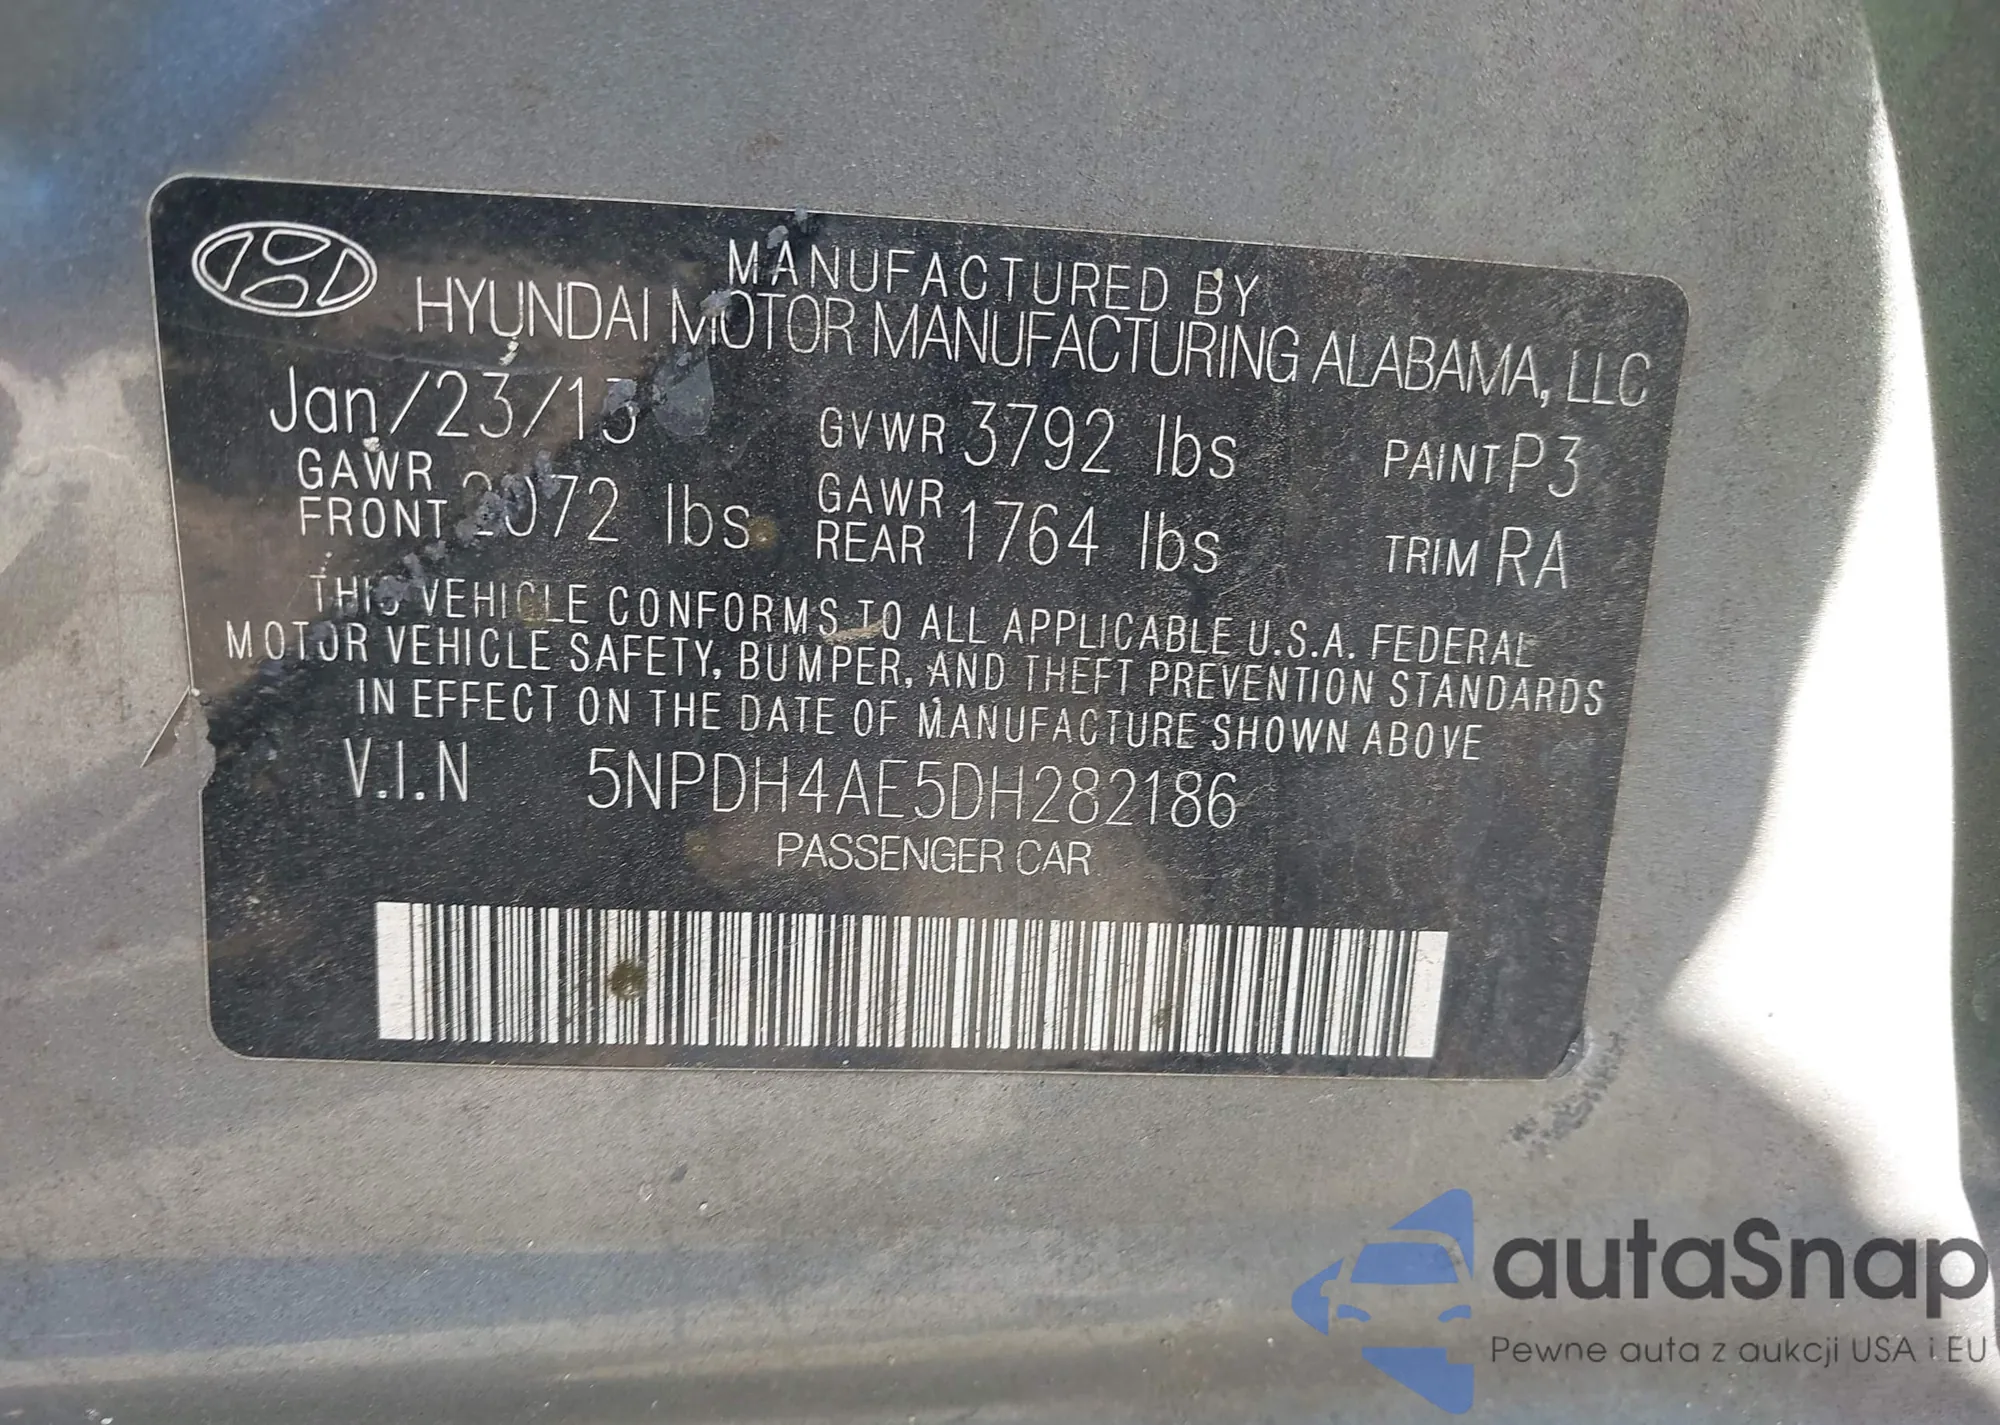 MANUFACTURED BY
HYUNDAI MOTOR MANUFACTURING ALABAMA, LLC
Jan/23/13 GVWR 3792 lbs PAINT P3
GAWR FRONT 2072 lbs GAWR REAR 1764 lbs TRIM RA
THIS VEHICLE CONFORMS TO ALL APPLICABLE U.S.A. FEDERAL
MOTOR VEHICLE SAFETY, BUMPER, AND THEFT PREVENTION STANDARDS
IN EFFECT ON THE DATE OF MANUFACTURE SHOWN ABOVE
V.I.N 5NPDH4AE5DH282186
PASSENGER CAR
autaSnap
Pewne auta z aukcji USA i EU